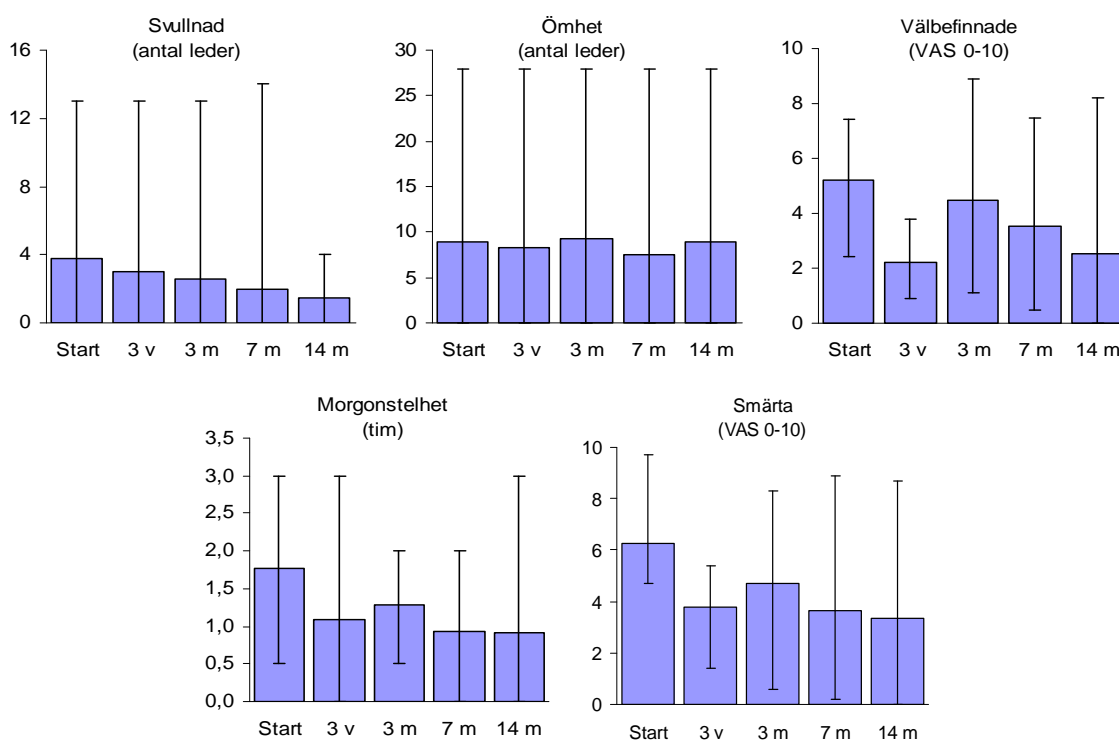 Svullnad
(antal leder)
16
12
8
4
0
Start 3 v 3 m 7 m 14 m
Ömhet
(antal leder)
30
25
20
15
10
5
0
Start 3 v 3 m 7 m 14 m
Välbefinnade
(VAS 0-10)
10
8
6
4
2
0
Start 3 v 3 m 7 m 14 m
Morgonstelhet
(tim)
3,5
3,0
2,5
2,0
1,5
1,0
0,5
0,0
Start 3 v 3 m 7 m 14 m
Smärta
(VAS 0-10)
10
8
6
4
2
0
Start 3 v 3 m 7 m 14 m